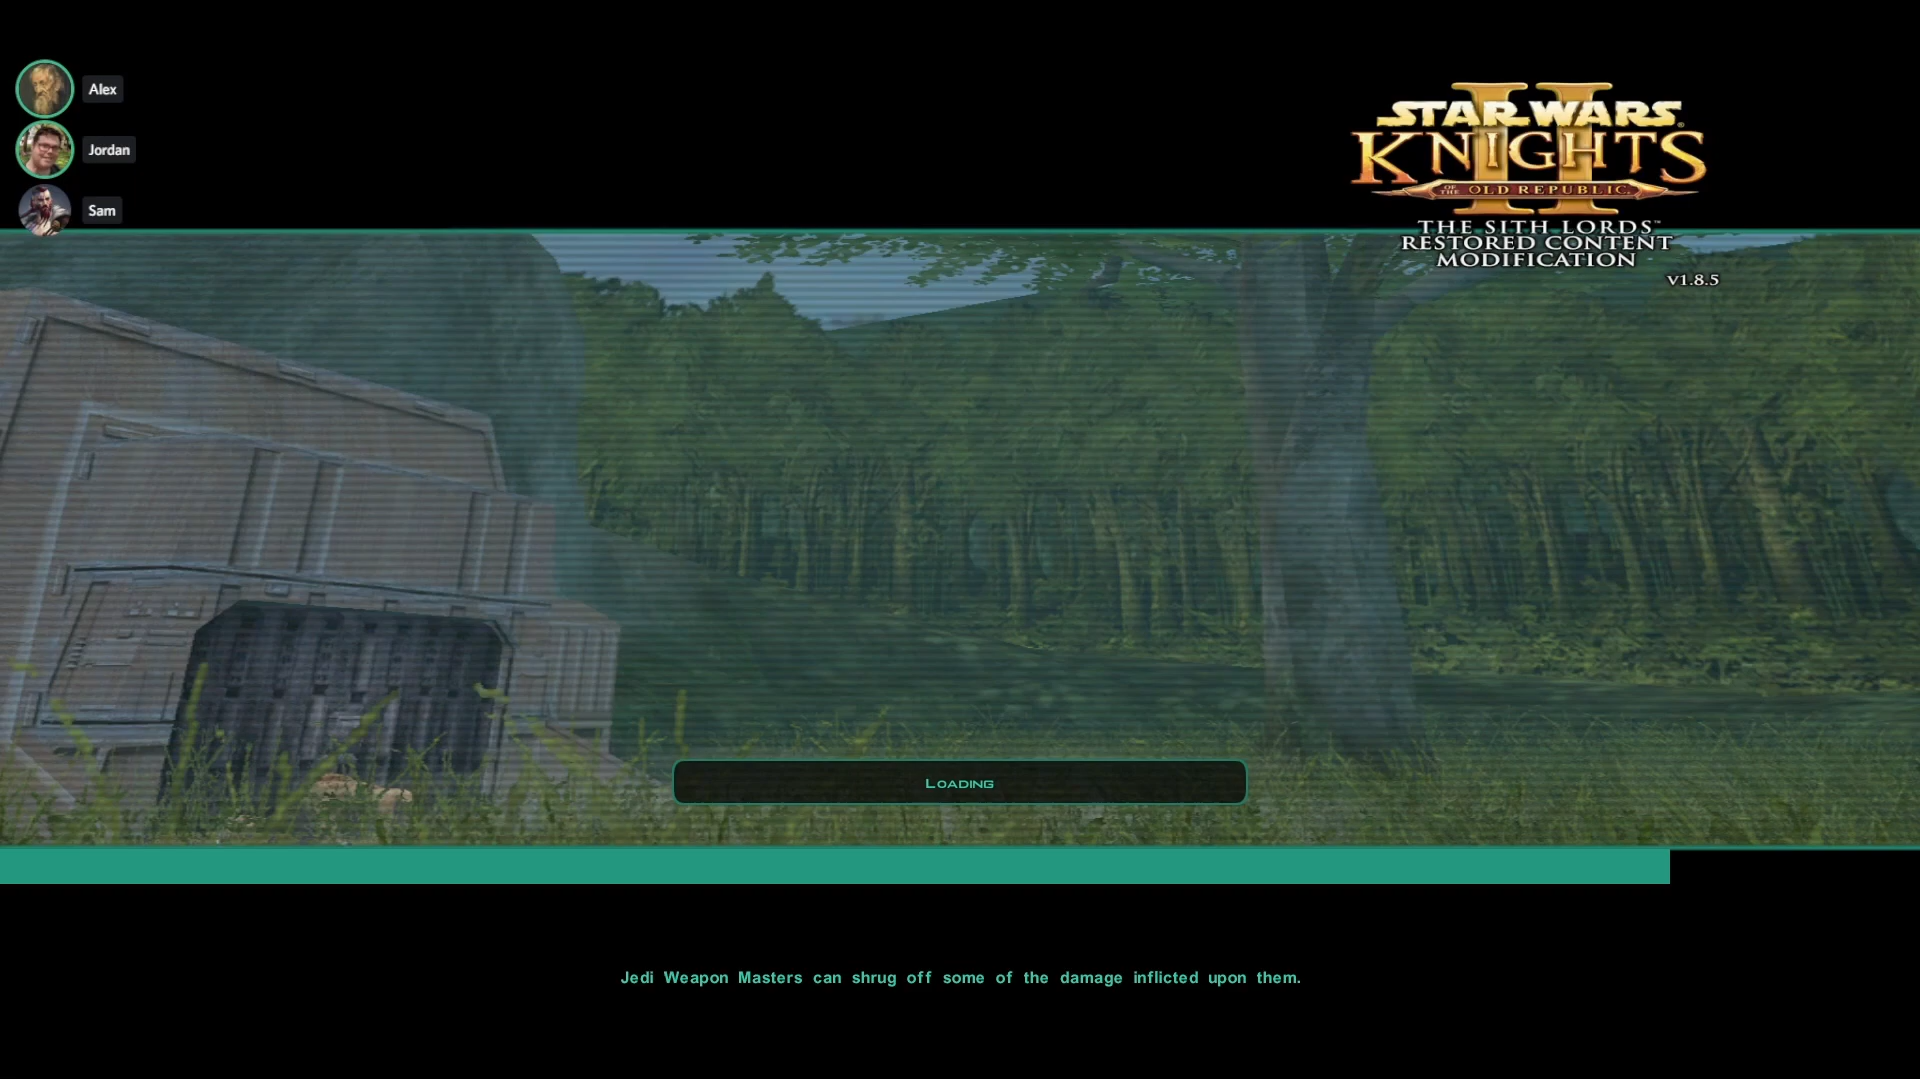 Alex
Jordan
Sam
II
STAR WARS
KNIGHTS
OF THE OLD REPUBLIC
THE SITH LORDS™
RESTORED CONTENT
MODIFICATION
v1.8.5
Loading
Jedi Weapon Masters can shrug off some of the damage inflicted upon them.